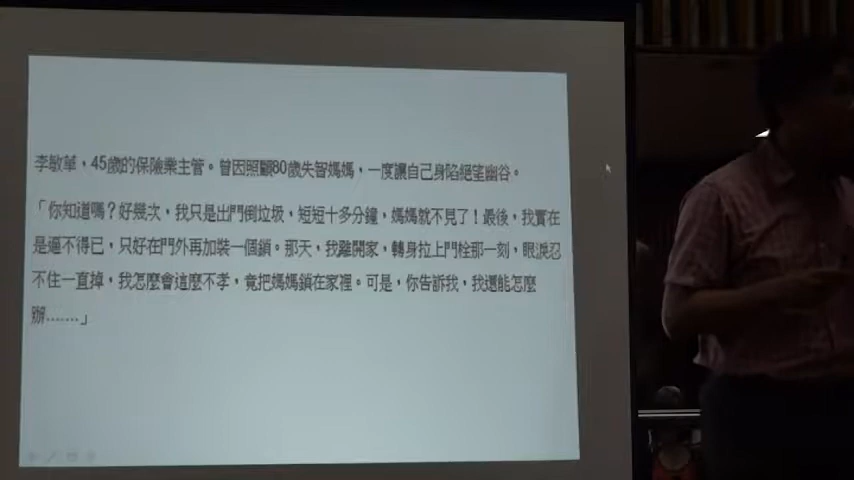 李敏華，45歲的保險業主管。曾因照顧80歲失智媽媽，一度讓自己身陷絕望幽谷。
「你知道嗎？好幾次，我只是出門倒垃圾，短短十多分鐘，媽媽就不見了！最後，我實在
是逼不得已，只好在門外再加裝一個鎖。那天，我離開家，轉身拉上門栓那一刻，眼淚忍
不住一直掉，我怎麼會這麼不孝，竟把媽媽鎖在家裡。可是，你告訴我，我還能怎麼
辦.......」